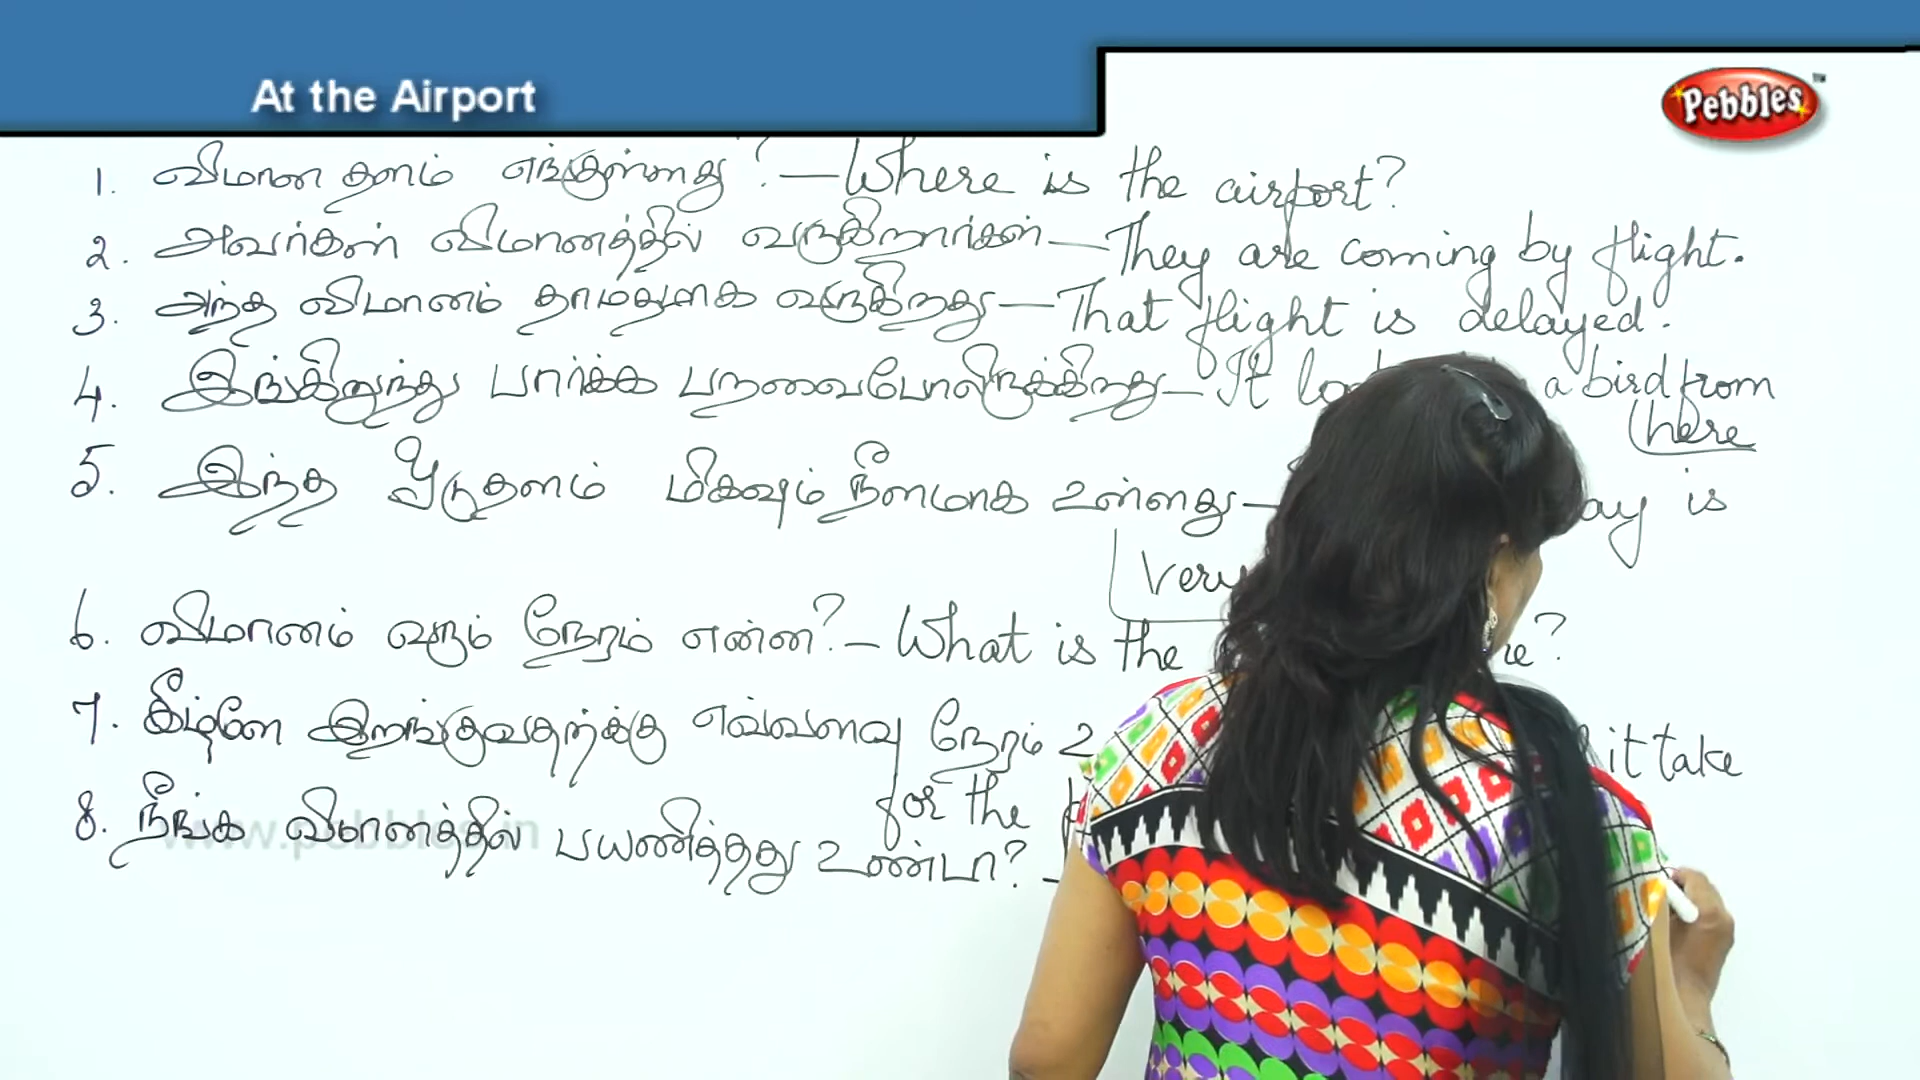 At the Airport
Pebbles
1. விமான தளம் எங்குள்ளது? — Where is the airport?
2. அவர்கள் விமானத்தில் வருகிறார்கள் — They are coming by flight.
3. அந்த விமானம் தாமதமாக வருகிறது — That flight is delayed.
4. இங்கிருந்து பார்க்க பறவைபோலிருக்கிறது — It a bird from
here
5. இந்த ஓடுதளம் மிகவும் நீளமாக உள்ளது — is
Very
6. விமானம் வரும் நேரம் என்ன? — What is the ?
7. கீழே இறங்குவதற்க்கு எவ்வளவு நேரம் it take
for the
8. நீங்க விமானத்தில் பயணித்தது உண்டா? —
www.pebbles.in